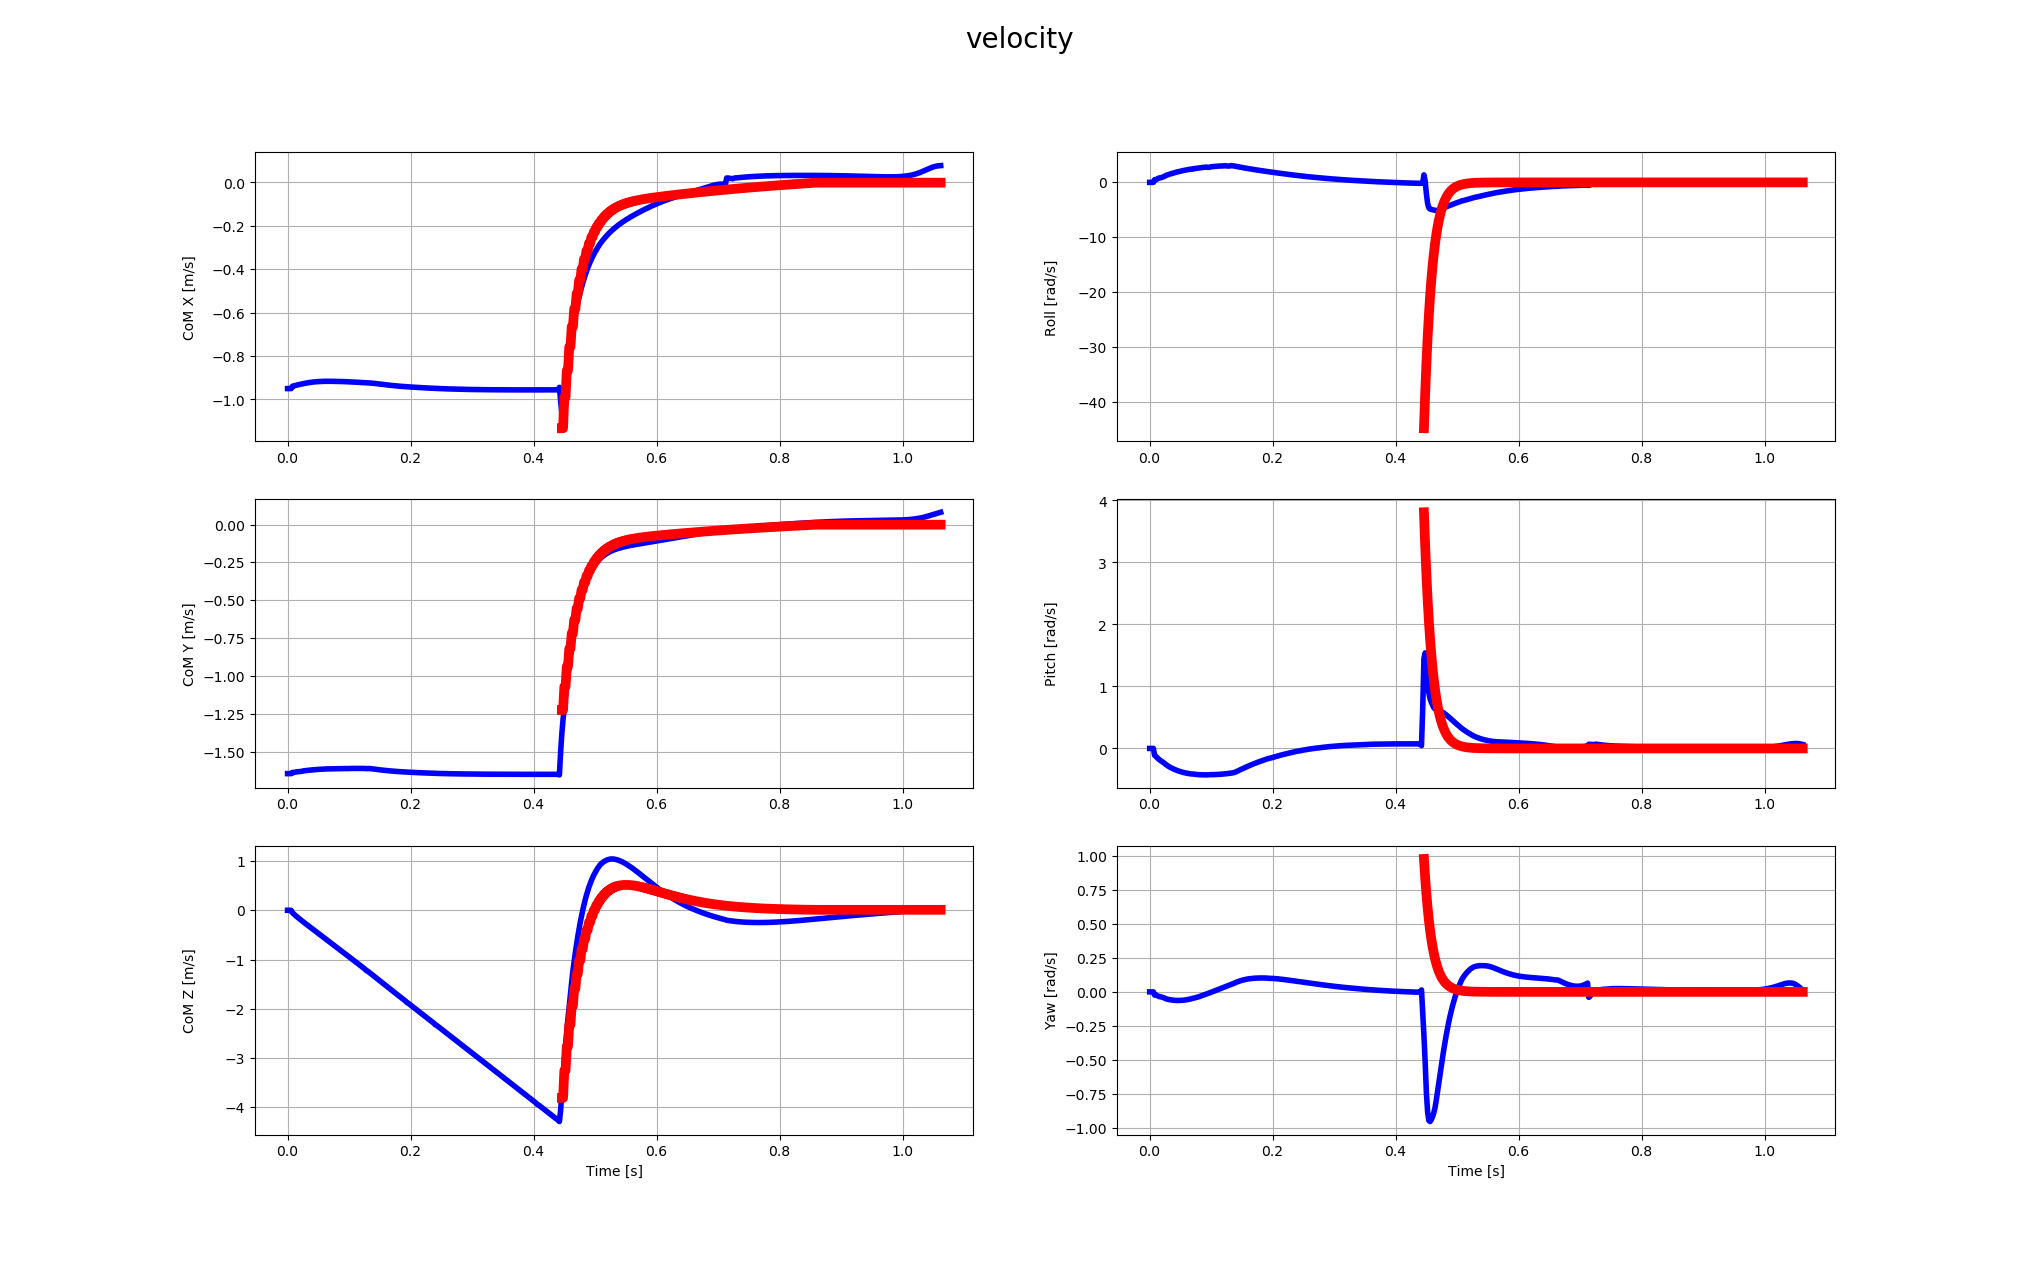 velocity
CoM X [m/s]
0.0
−0.2
−0.4
−0.6
−0.8
−1.0
0.0 0.2 0.4 0.6 0.8 1.0
Roll [rad/s]
0
−10
−20
−30
−40
0.0 0.2 0.4 0.6 0.8 1.0
CoM Y [m/s]
0.00
−0.25
−0.50
−0.75
−1.00
−1.25
−1.50
0.0 0.2 0.4 0.6 0.8 1.0
Pitch [rad/s]
4
3
2
1
0
0.0 0.2 0.4 0.6 0.8 1.0
CoM Z [m/s]
1
0
−1
−2
−3
−4
0.0 0.2 0.4 0.6 0.8 1.0
Time [s]
Yaw [rad/s]
1.00
0.75
0.50
0.25
0.00
−0.25
−0.50
−0.75
−1.00
0.0 0.2 0.4 0.6 0.8 1.0
Time [s]